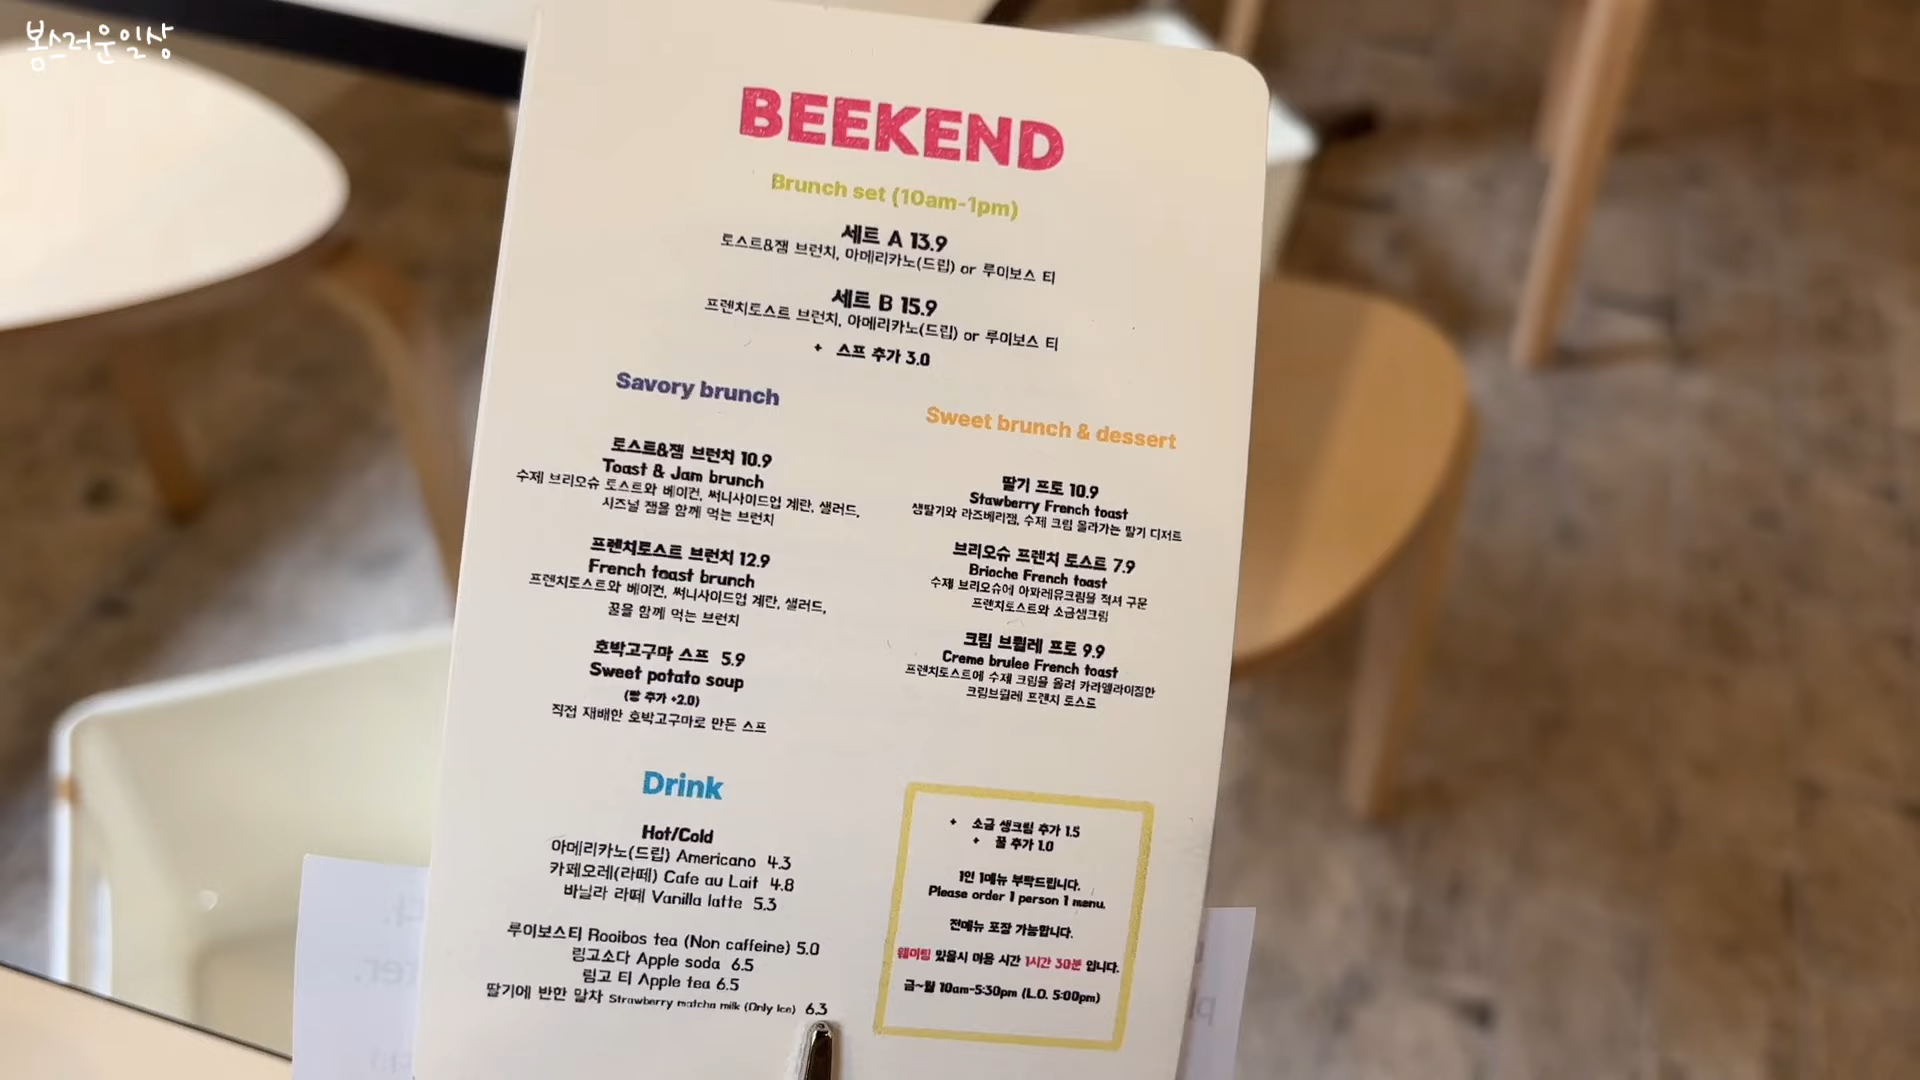 봄스러운일상
BEEKEND
Brunch set (10am-1pm)
세트 A 13.9
토스트&잼 브런치, 아메리카노(드립) or 루이보스 티
세트 B 15.9
프렌치토스트 브런치, 아메리카노(드립) or 루이보스 티
+ 스프 추가 3.0
Savory brunch
토스트&잼 브런치 10.9
Toast & Jam brunch
수제 브리오슈 토스트와 베이컨, 써니사이드업 계란, 샐러드,
시즈널 잼을 함께 먹는 브런치
프렌치토스트 브런치 12.9
French toast brunch
프렌치토스트와 베이컨, 써니사이드업 계란, 샐러드,
꿀을 함께 먹는 브런치
호박고구마 스프 5.9
Sweet potato soup
(빵 추가 +2.0)
직접 재배한 호박고구마로 만든 스프
Sweet brunch & dessert
딸기 프토 10.9
Stawberry French toast
생딸기와 라즈베리잼, 수제 크림 올라가는 딸기 디저트
브리오슈 프렌치 토스트 7.9
Brioche French toast
수제 브리오슈에 아파레유크림을 적셔 구운
프렌치토스트와 소금생크림
크림 브륄레 프토 9.9
Creme brulee French toast
프렌치토스트에 수제 크림을 올려 카라멜라이징한
크림브륄레 프렌치 토스트
Drink
Hot/Cold
아메리카노(드립) Americano 4.3
카페오레(라떼) Cafe au Lait 4.8
바닐라 라떼 Vanilla latte 5.3
루이보스티 Rooibos tea (Non caffeine) 5.0
링고소다 Apple soda 6.5
링고 티 Apple tea 6.5
딸기에 반한 말차 Strawberry matcha milk (Only Ice) 6.3
+ 소금 생크림 추가 1.5
+ 꿀 추가 1.0
1인 1메뉴 부탁드립니다.
Please order 1 person 1 menu.
전메뉴 포장 가능합니다.
웨이팅 있을시 이용 시간 1시간 30분 입니다.
금~월 10am-5:30pm (L.O. 5:00pm)